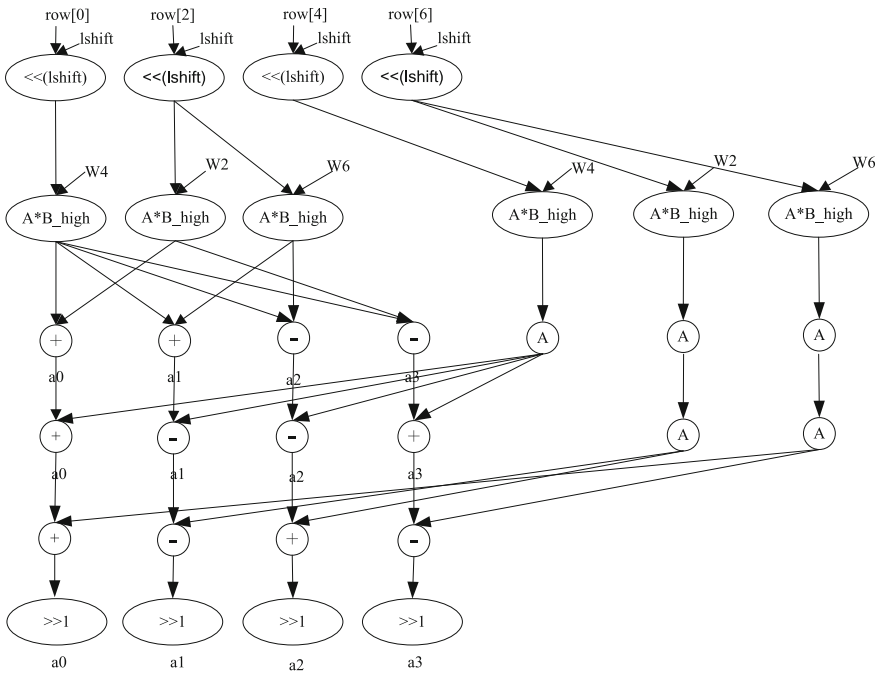 row[0] row[2] row[4] row[6]
lshift lshift lshift lshift
<<(lshift) <<(lshift) <<(lshift) <<(lshift)
W4 W2 W6 W4 W2 W6
A*B_high A*B_high A*B_high A*B_high A*B_high A*B_high
+ + - - A A A
a0 a1 a2 a3
+ - - + A A
a0 a1 a2 a3
+ - + -
>>1 >>1 >>1 >>1
a0 a1 a2 a3